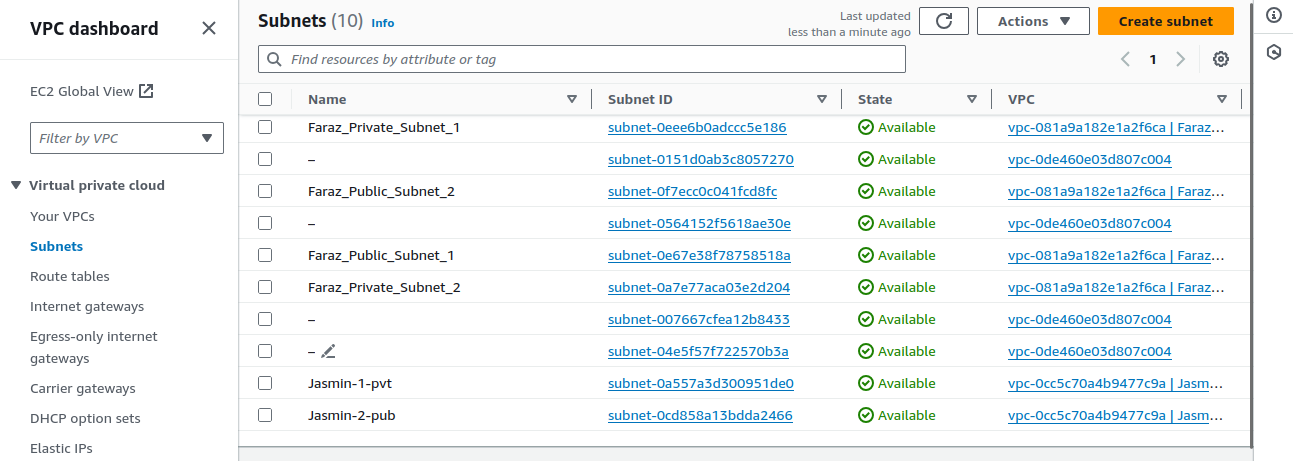 VPC dashboard
EC2 Global View
Filter by VPC
Virtual private cloud
Your VPCs
Subnets
Route tables
Internet gateways
Egress-only internet
gateways
Carrier gateways
DHCP option sets
Elastic IPs
Subnets (10) Info
Last updated
less than a minute ago
Actions
Create subnet
Find resources by attribute or tag
1
Name Subnet ID State VPC
Faraz_Private_Subnet_1 subnet-0eee6b0adccc5e186 Available vpc-081a9a182e1a2f6ca | Faraz...
– subnet-0151d0ab3c8057270 Available vpc-0de460e03d807c004
Faraz_Public_Subnet_2 subnet-0f7ecc0c041fcd8fc Available vpc-081a9a182e1a2f6ca | Faraz...
– subnet-0564152f5618ae30e Available vpc-0de460e03d807c004
Faraz_Public_Subnet_1 subnet-0e67e38f78758518a Available vpc-081a9a182e1a2f6ca | Faraz...
Faraz_Private_Subnet_2 subnet-0a7e77aca03e2d204 Available vpc-081a9a182e1a2f6ca | Faraz...
– subnet-007667cfea12b8433 Available vpc-0de460e03d807c004
– subnet-04e5f57f722570b3a Available vpc-0de460e03d807c004
Jasmin-1-pvt subnet-0a557a3d300951de0 Available vpc-0cc5c70a4b9477c9a | Jasm...
Jasmin-2-pub subnet-0cd858a13bdda2466 Available vpc-0cc5c70a4b9477c9a | Jasm...